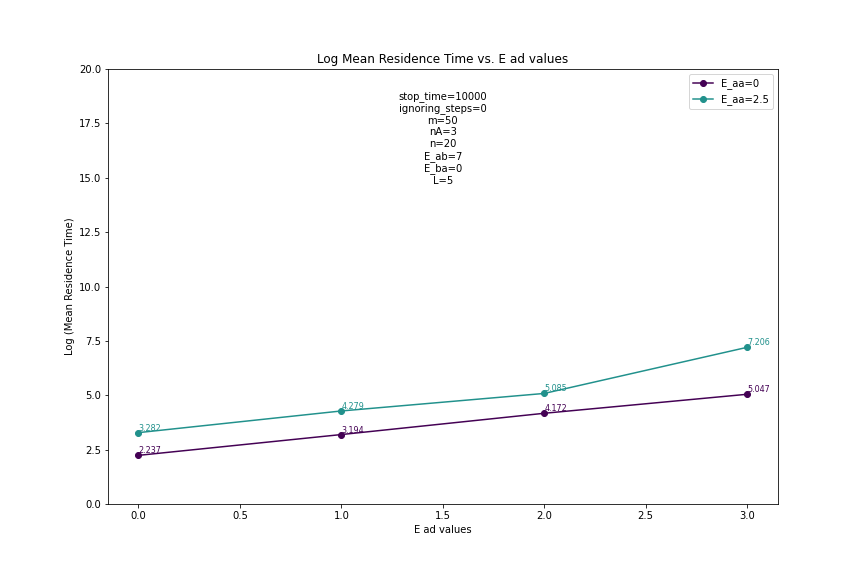 Log Mean Residence Time vs. E ad values
20.0
17.5
15.0
12.5
10.0
7.5
5.0
2.5
0.0
Log (Mean Residence Time)
stop_time=10000
ignoring_steps=0
m=50
nA=3
n=20
E_ab=7
E_ba=0
L=5
E_aa=0
E_aa=2.5
3.282
4.279
5.085
7.206
2.237
3.194
4.172
5.047
0.0
0.5
1.0
1.5
2.0
2.5
3.0
E ad values